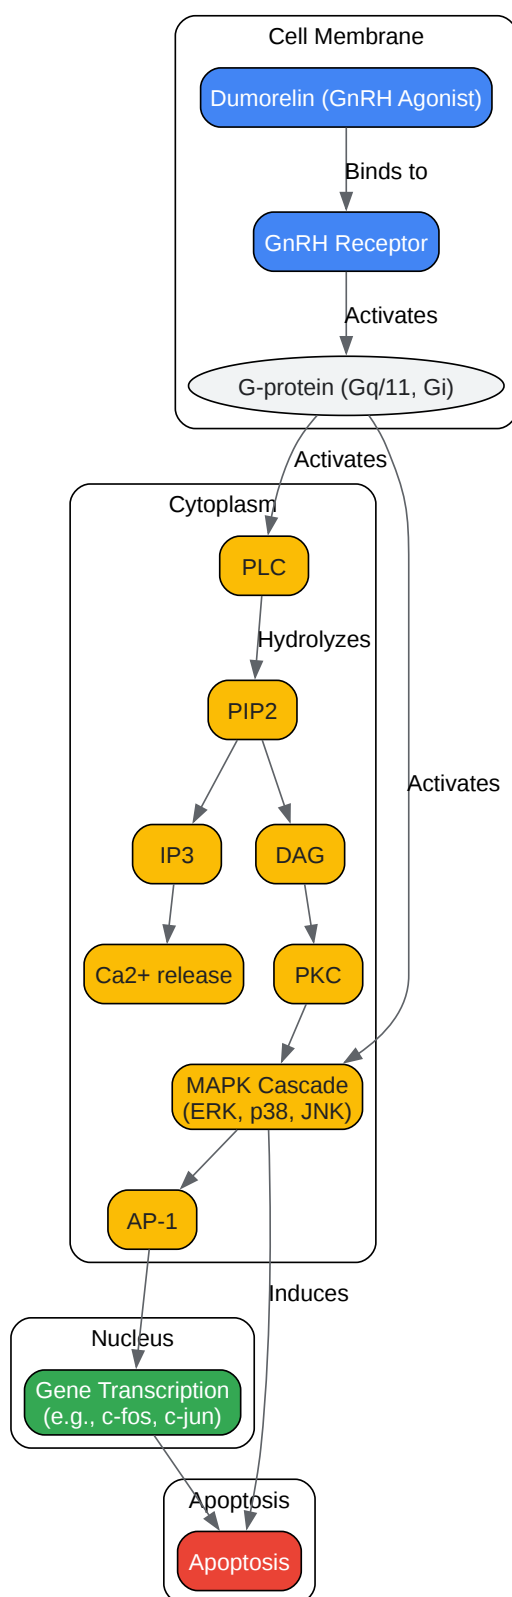 Cell Membrane
Dumorelin (GnRH Agonist)
Binds to
GnRH Receptor
Activates
G-protein (Gq/11, Gi)
Activates
Cytoplasm
PLC
Hydrolyzes
PIP2
Activates
IP3
DAG
Ca2+ release
PKC
MAPK Cascade
(ERK, p38, JNK)
AP-1
Induces
Nucleus
Gene Transcription
(e.g., c-fos, c-jun)
Apoptosis
Apoptosis